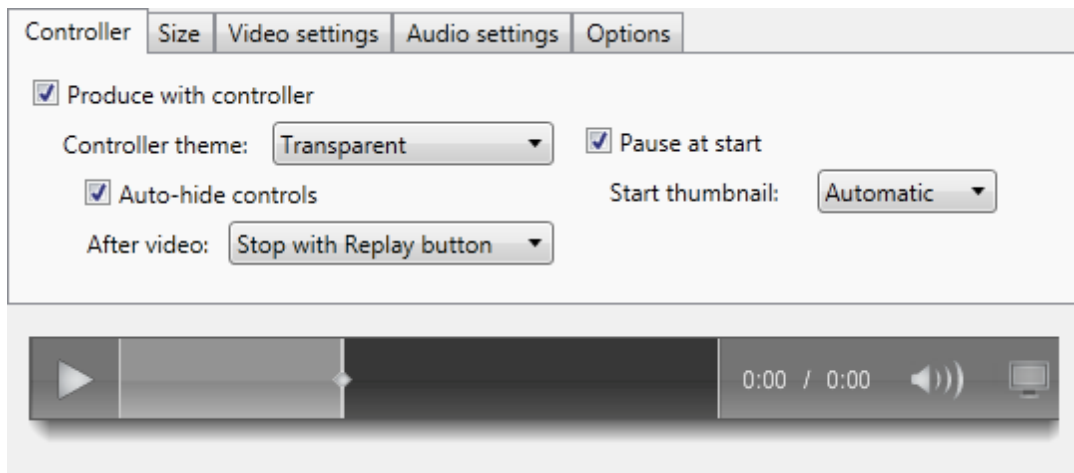 Controller Size Video settings Audio settings Options
Produce with controller
Controller theme: Transparent Pause at start
Auto-hide controls Start thumbnail: Automatic
After video: Stop with Replay button
0:00 / 0:00